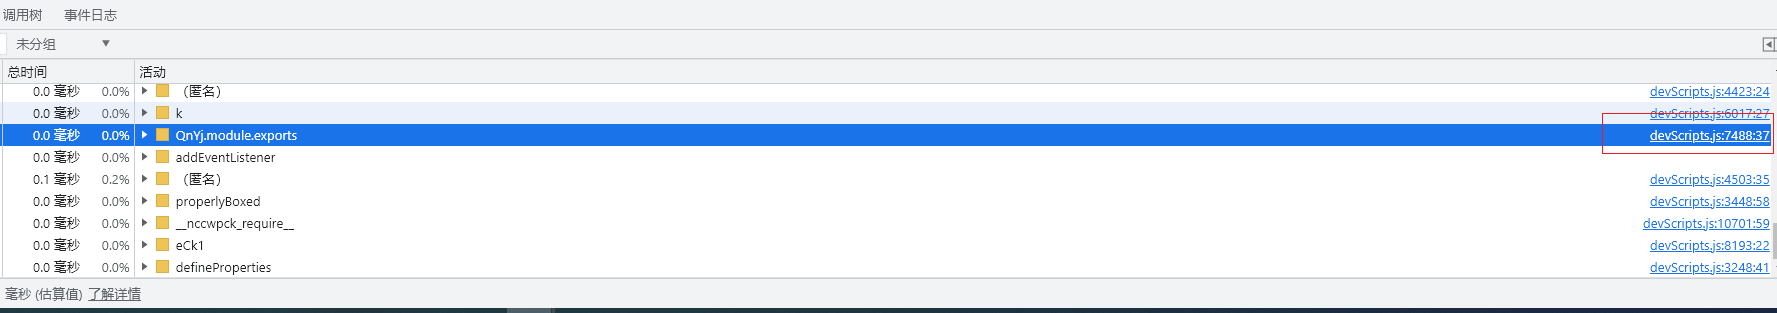 调用树 事件日志
未分组
总时间 活动
0.0 毫秒 0.0% （匿名） devScripts.js:4423:24
0.0 毫秒 0.0% k devScripts.js:6017:27
0.0 毫秒 0.0% QnYj.module.exports devScripts.js:7488:37
0.0 毫秒 0.0% addEventListener
0.1 毫秒 0.2% （匿名） devScripts.js:4503:35
0.0 毫秒 0.0% properlyBoxed devScripts.js:3448:58
0.0 毫秒 0.0% __nccwpck_require__ devScripts.js:10701:59
0.0 毫秒 0.0% eCk1 devScripts.js:8193:22
0.0 毫秒 0.0% defineProperties devScripts.js:3248:41
毫秒 (估算值) 了解详情